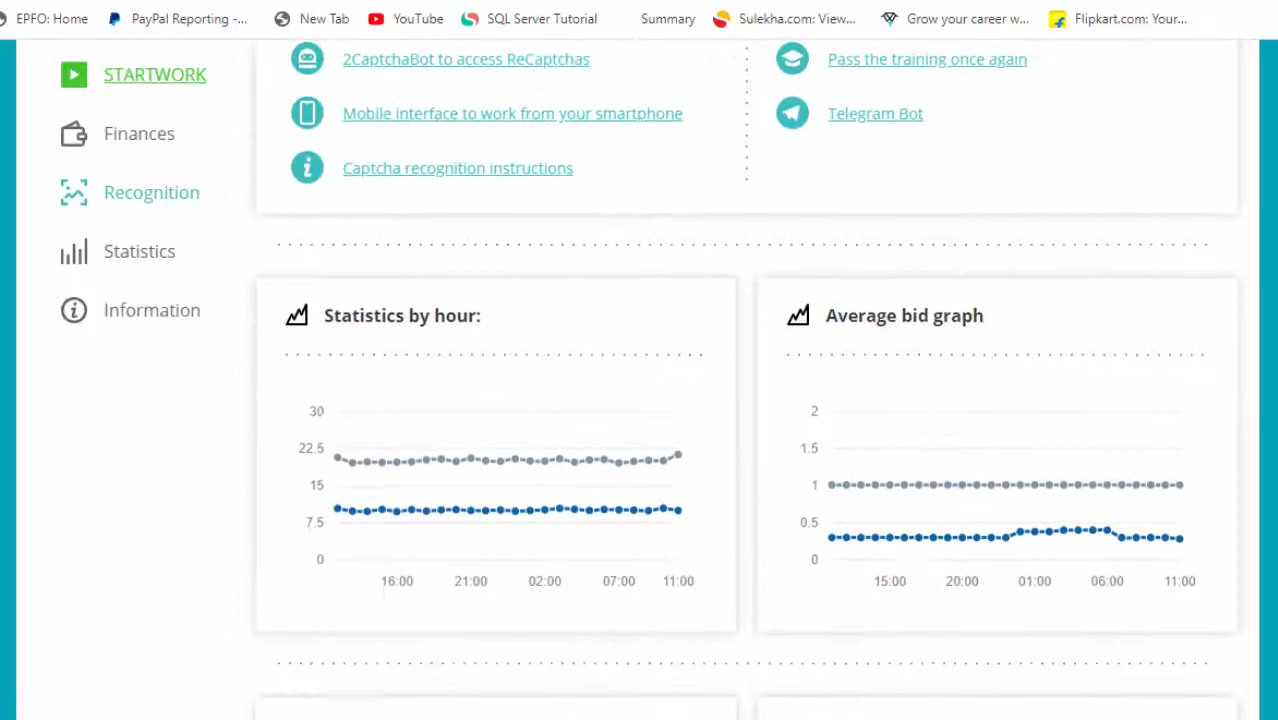 EPFO: Home PayPal Reporting -... New Tab YouTube SQL Server Tutorial Summary Sulekha.com: View... Grow your career w... Flipkart.com: Your...
STARTWORK
Finances
Recognition
Statistics
Information
2CaptchaBot to access ReCaptchas
Mobile interface to work from your smartphone
Captcha recognition instructions
Pass the training once again
Telegram Bot
Statistics by hour:
30
22.5
15
7.5
0
16:00 21:00 02:00 07:00 11:00
Average bid graph
2
1.5
1
0.5
0
15:00 20:00 01:00 06:00 11:00